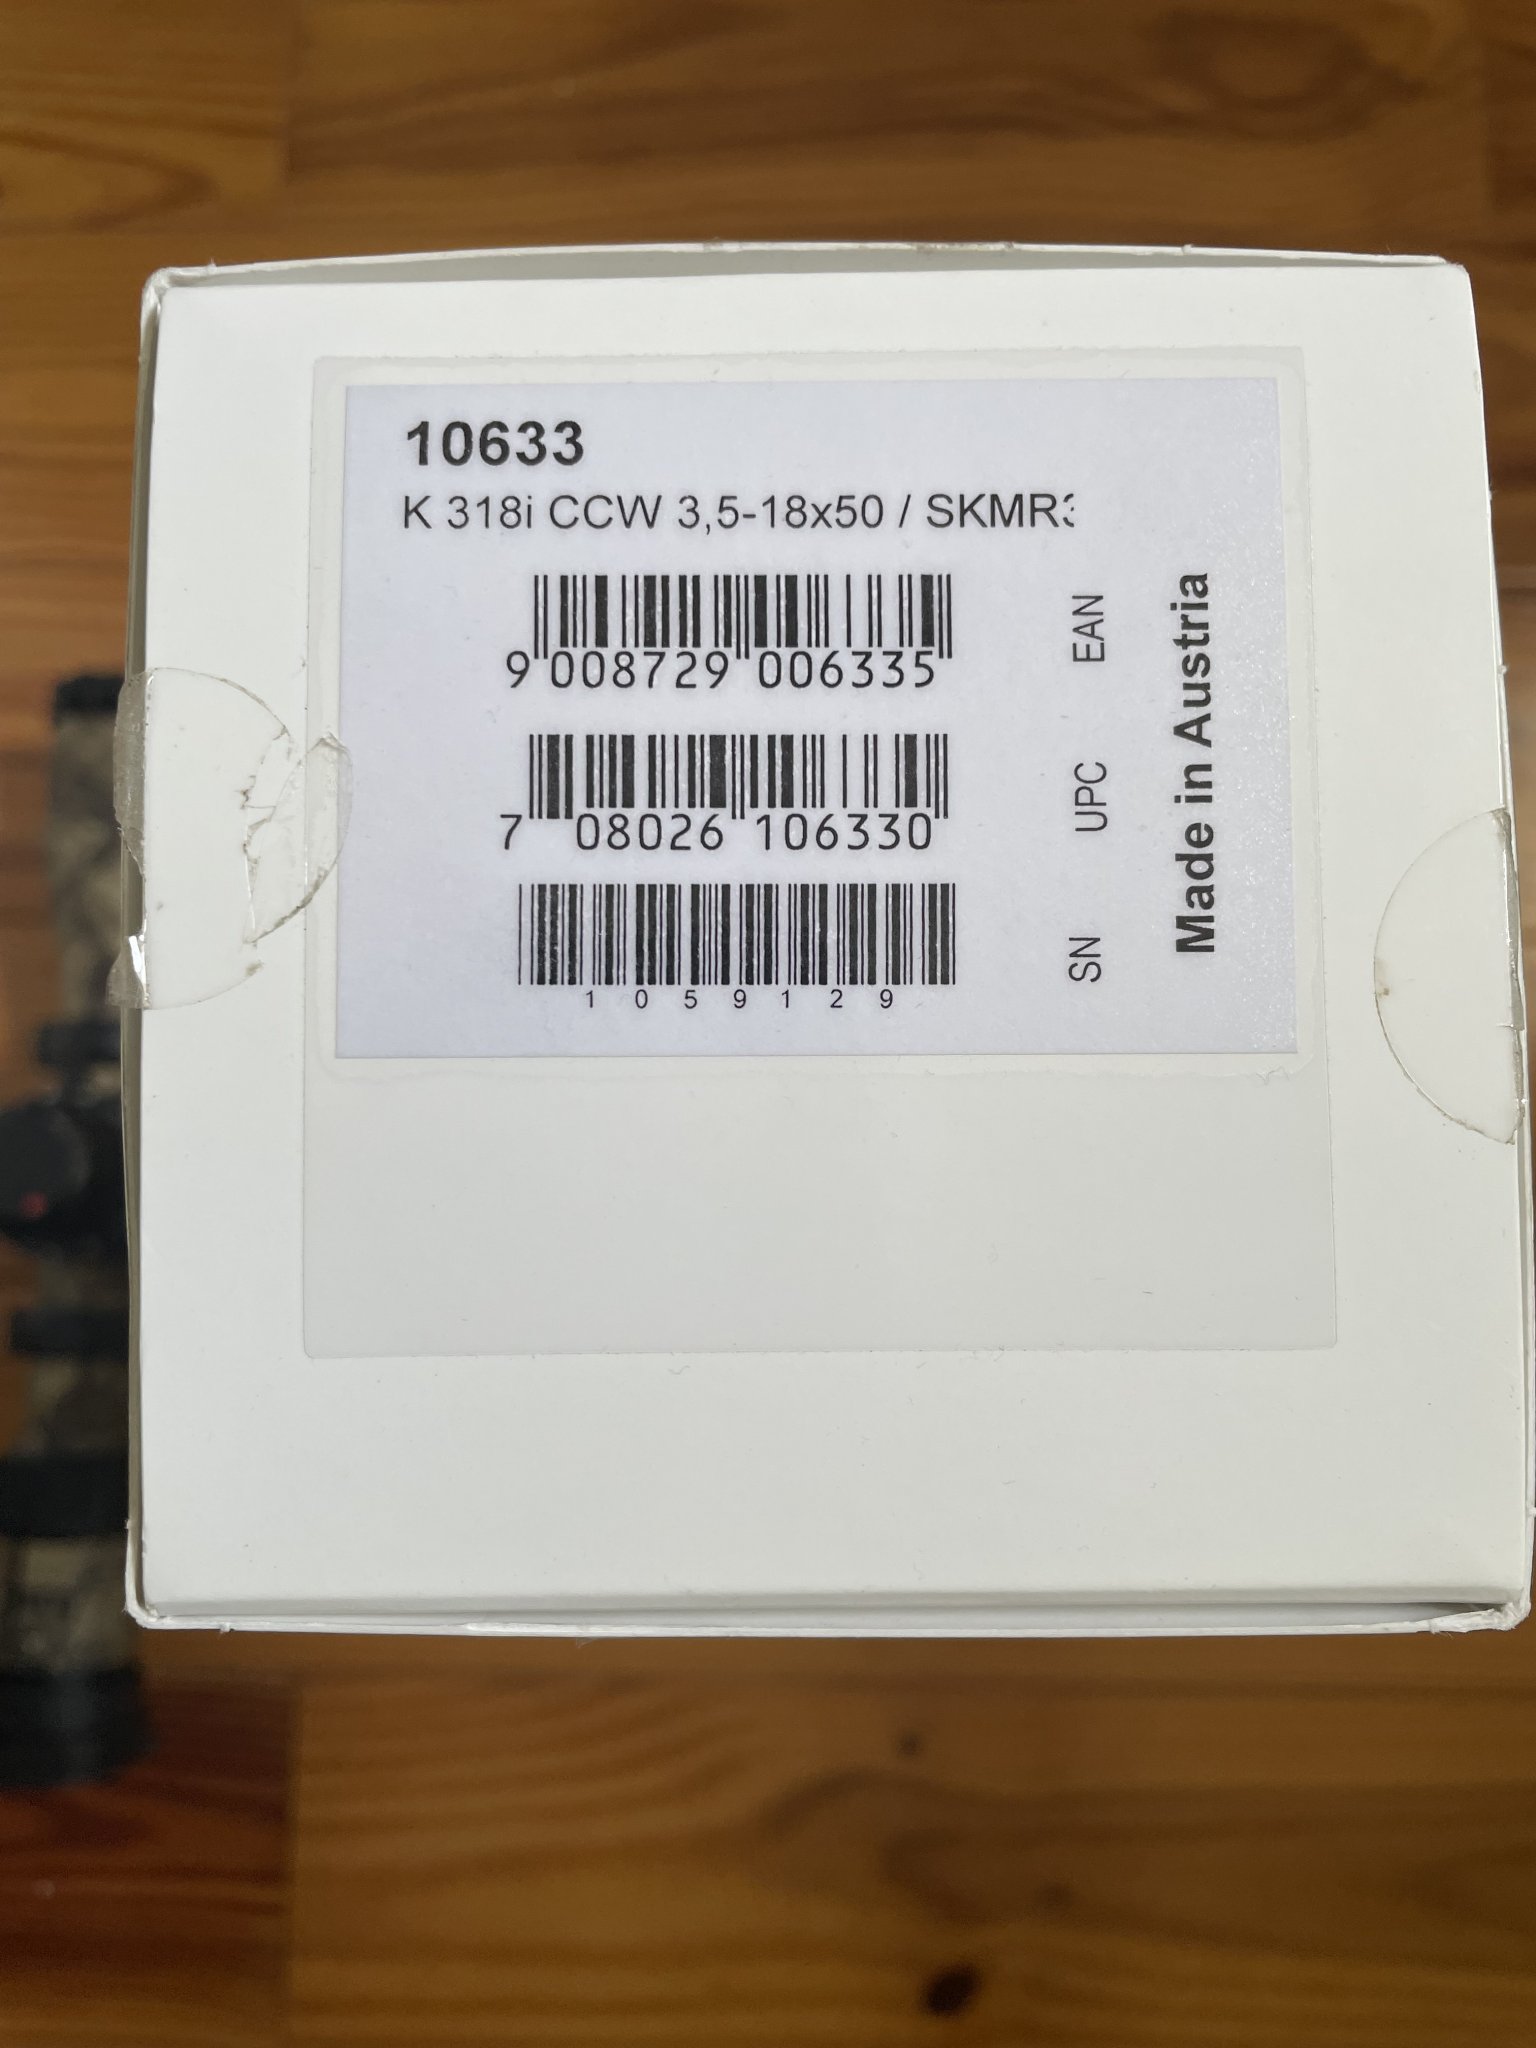 10633
K 318i CCW 3,5-18x50 / SKMR3
9 008729 006335
EAN
7 08026 106330
UPC
1059129
SN
Made in Austria